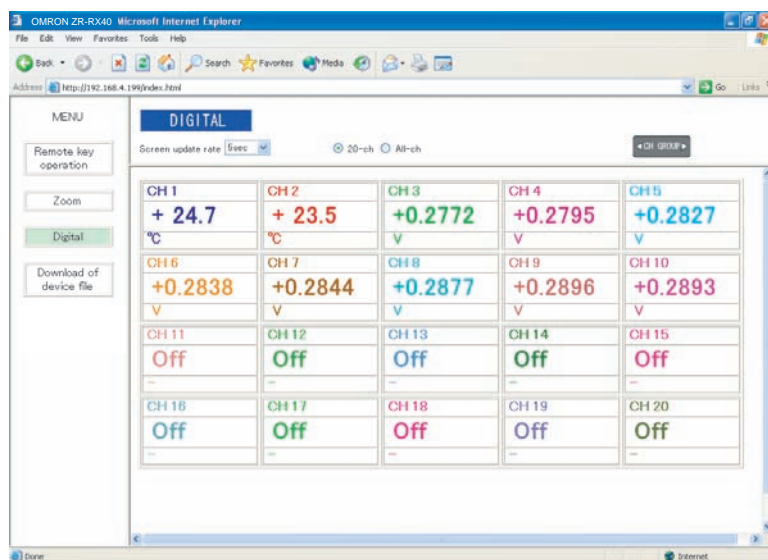 OMRON ZR-RX40 Microsoft Internet Explorer
File Edit View Favorites Tools Help
Back Search Favorites Media
Address http://192.168.4.199/index.html Go Links
MENU
Remote key
operation
Zoom
Digital
Download of
device file
DIGITAL
Screen update rate 5sec 20-ch All-ch ◂CH GROUP▸
CH 1 CH 2 CH 3 CH 4 CH 5
+ 24.7 + 23.5 +0.2772 +0.2795 +0.2827
℃ ℃ V V V
CH 6 CH 7 CH 8 CH 9 CH 10
+0.2838 +0.2844 +0.2877 +0.2896 +0.2893
V V V V V
CH 11 CH 12 CH 13 CH 14 CH 15
Off Off Off Off Off
– – – – –
CH 16 CH 17 CH 18 CH 19 CH 20
Off Off Off Off Off
– – – – –
Done Internet